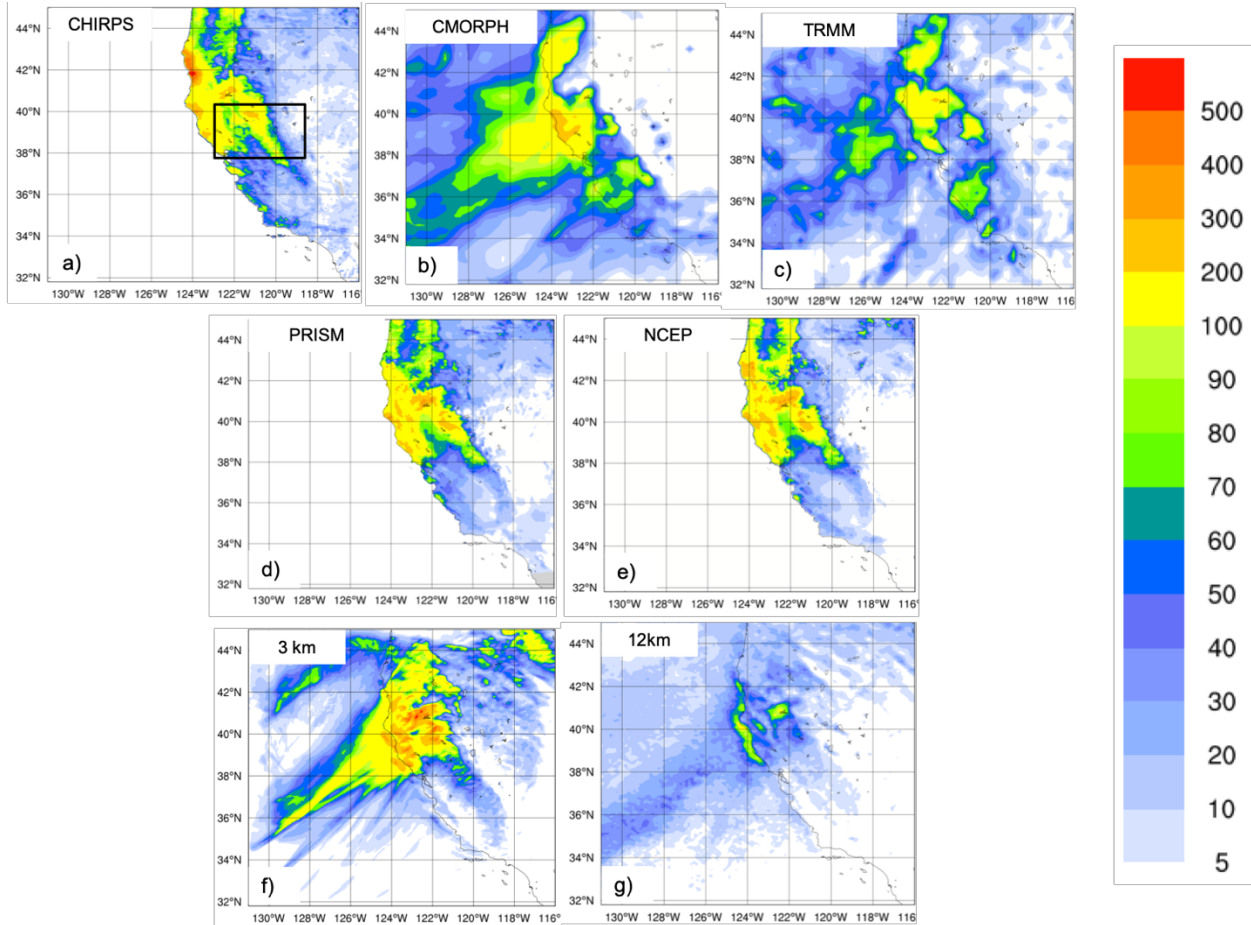 CHIRPS
44°N
42°N
40°N
38°N
36°N
34°N
32°N
a)
130°W 128°W 126°W 124°W 122°W 120°W 118°W 116
CMORPH
44°N
42°N
40°N
38°N
36°N
34°N
32°N
b)
130°W 128°W 126°W 124°W 122°W 120°W 118°W 116°W
TRMM
44°N
42°N
40°N
38°N
36°N
34°N
32°N
c)
130°W 128°W 126°W 124°W 122°W 120°W 118°W 116°
PRISM
44°N
42°N
40°N
38°N
36°N
34°N
32°N
d)
130°W 128°W 126°W 124°W 122°W 120°W 118°W 116°
NCEP
44°N
42°N
40°N
38°N
36°N
34°N
32°N
e)
130°W 128°W 126°W 124°W 122°W 120°W 118°W 116°
3 km
44°N
42°N
40°N
38°N
36°N
34°N
32°N
f)
130°W 128°W 126°W 124°W 122°W 120°W 118°W 116°
12km
44°N
42°N
40°N
38°N
36°N
34°N
32°N
g)
130°W 128°W 126°W 124°W 122°W 120°W 118°W 116°
500
400
300
200
100
90
80
70
60
50
40
30
20
10
5